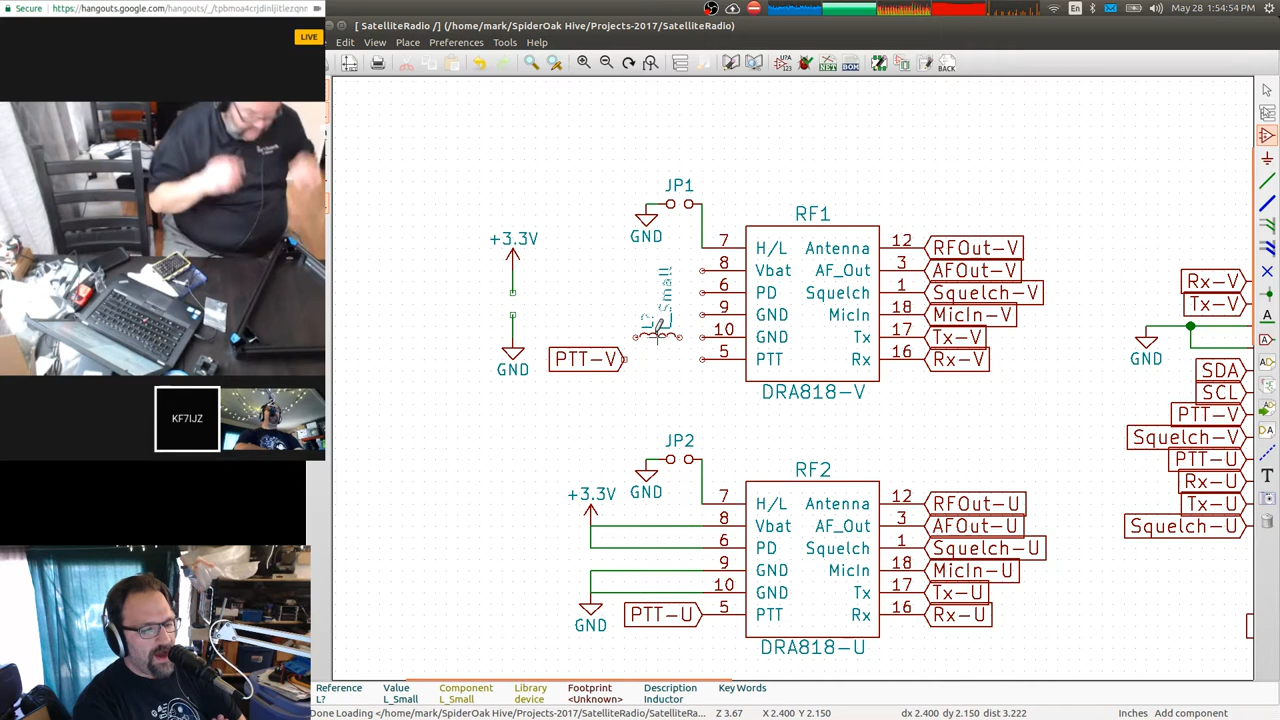 Secure
https://hangouts.google.com/hangouts/_/tpbmoa4crjdinljitlezqnn
LIVE
KF7IJZ
[ SatelliteRadio /] (/home/mark/SpiderOak Hive/Projects-2017/SatelliteRadio)
En
May 28 1:54:54 PM
Edit View Place Preferences Tools Help
NET
BOM
BACK
JP1
GND
+3.3V
GND
L?
L_Small
PTT-V
RF1
7 H/L Antenna 12 RFOut-V
8 Vbat AF_Out 3 AFOut-V
6 PD Squelch 1 Squelch-V
9 GND MicIn 18 MicIn-V
10 GND Tx 17 Tx-V
5 PTT Rx 16 Rx-V
DRA818-V
JP2
GND
+3.3V
GND
PTT-U
RF2
7 H/L Antenna 12 RFOut-U
8 Vbat AF_Out 3 AFOut-U
6 PD Squelch 1 Squelch-U
9 GND MicIn 18 MicIn-U
10 GND Tx 17 Tx-U
5 PTT Rx 16 Rx-U
DRA818-U
Rx-V
Tx-V
GND
SDA
SCL
PTT-V
Squelch-V
PTT-U
Rx-U
Tx-U
Squelch-U
Reference Value Component Library Footprint Description Key Words
L? L_Small L_Small device <Unknown> Inductor
Done Loading </home/mark/SpiderOak Hive/Projects-2017/SatelliteRadio/SatelliteRa... Z 3.67 X 2.400 Y 2.150 dx 2.400 dy 2.150 dist 3.222 Inches Add component